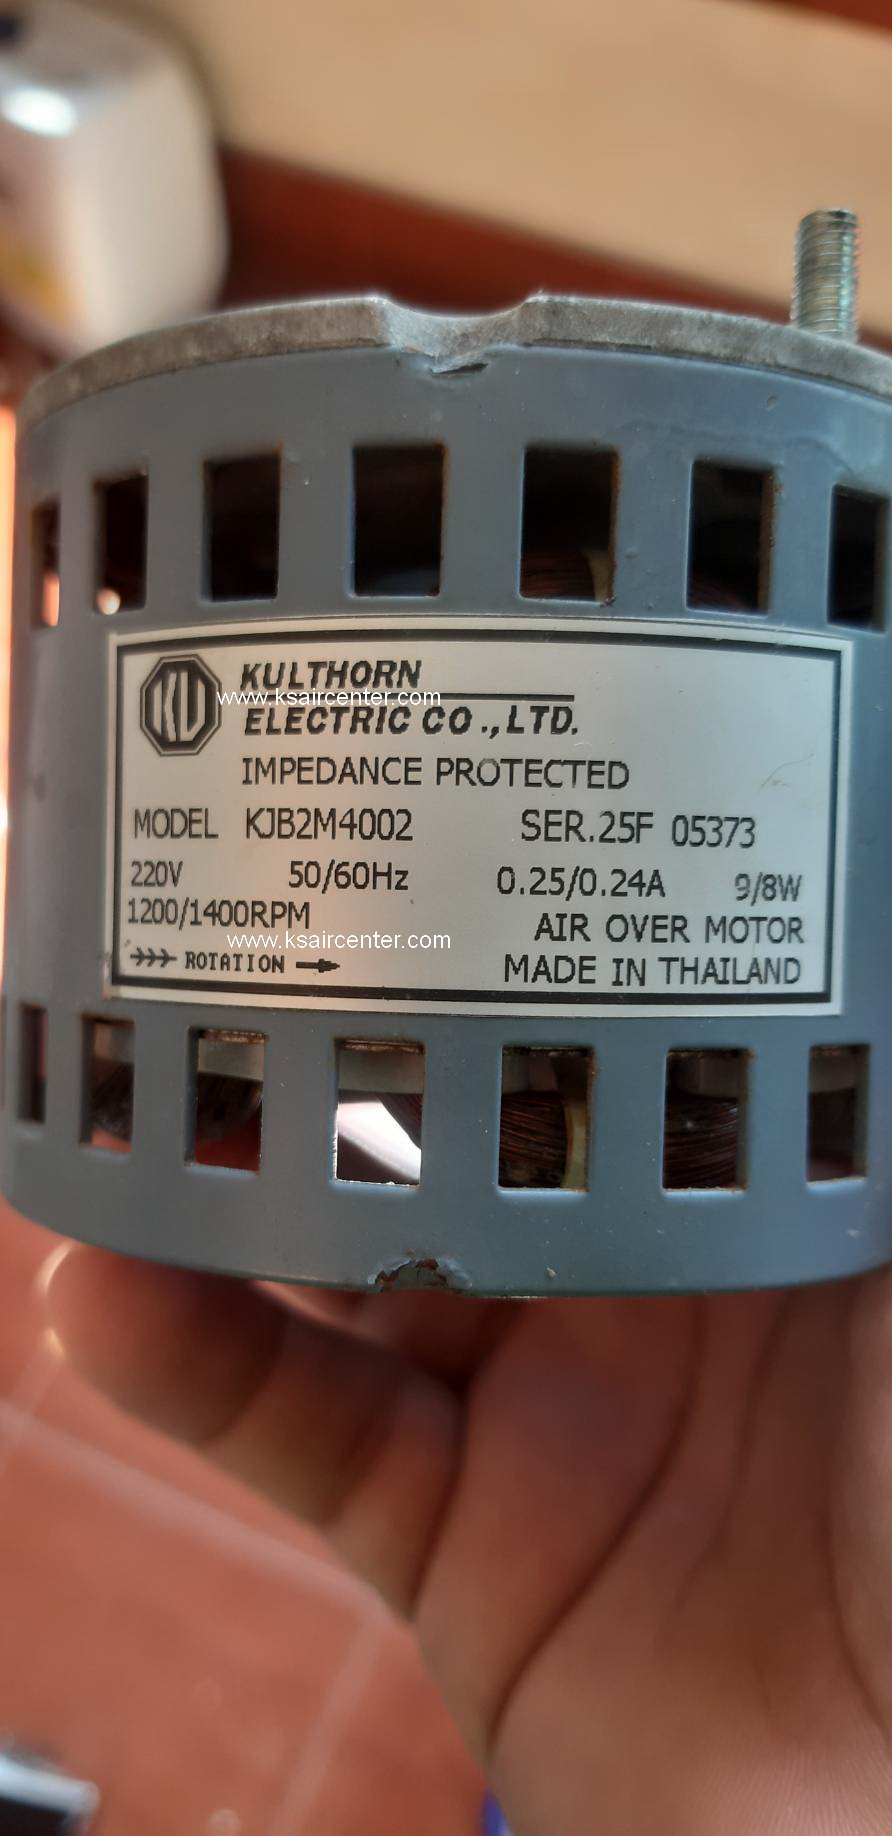 KU
KULTHORN
www.ksaircenter.com
ELECTRIC CO.,LTD.
IMPEDANCE PROTECTED
MODEL KJB2M4002 SER.25F 05373
220V 50/60Hz 0.25/0.24A 9/8W
1200/1400RPM AIR OVER MOTOR
www.ksaircenter.com
ROTATION MADE IN THAILAND